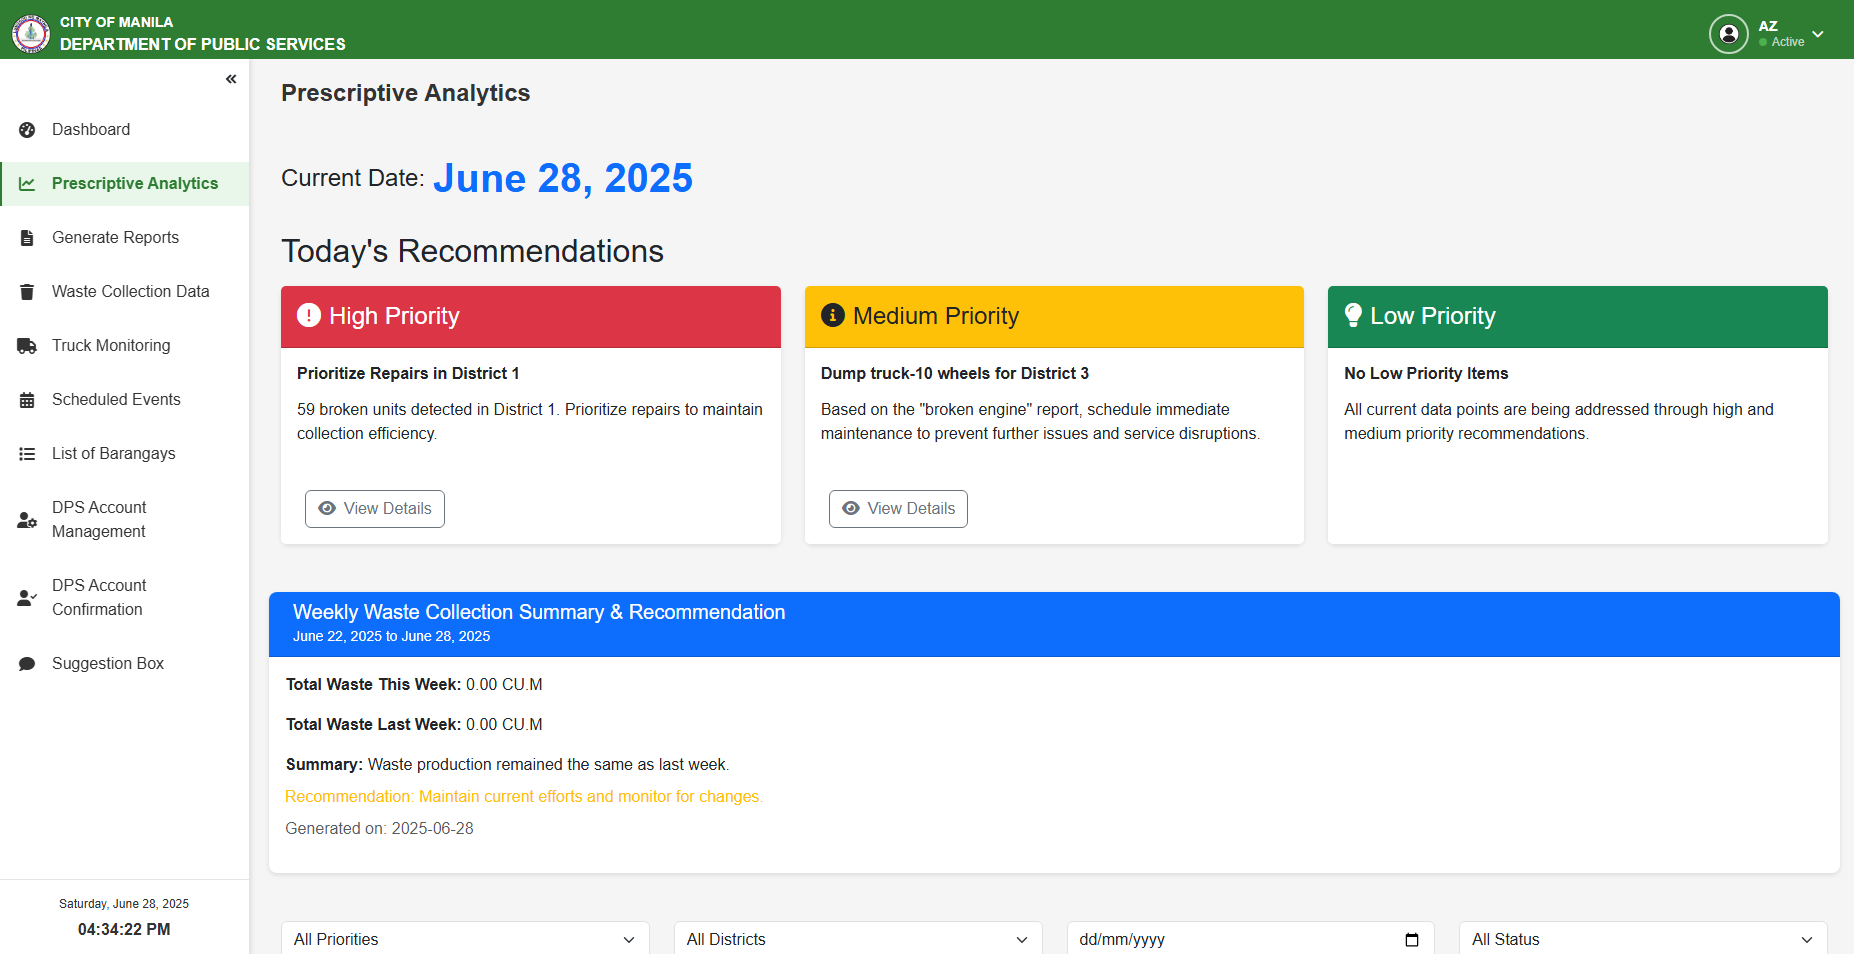 CITY OF MANILA
DEPARTMENT OF PUBLIC SERVICES
AZ
Active
Dashboard
Prescriptive Analytics
Generate Reports
Waste Collection Data
Truck Monitoring
Scheduled Events
List of Barangays
DPS Account
Management
DPS Account
Confirmation
Suggestion Box
Saturday, June 28, 2025
04:34:22 PM
Prescriptive Analytics
Current Date: June 28, 2025
Today's Recommendations
High Priority
Prioritize Repairs in District 1
59 broken units detected in District 1. Prioritize repairs to maintain
collection efficiency.
View Details
Medium Priority
Dump truck-10 wheels for District 3
Based on the "broken engine" report, schedule immediate
maintenance to prevent further issues and service disruptions.
View Details
Low Priority
No Low Priority Items
All current data points are being addressed through high and
medium priority recommendations.
Weekly Waste Collection Summary & Recommendation
June 22, 2025 to June 28, 2025
Total Waste This Week: 0.00 CU.M
Total Waste Last Week: 0.00 CU.M
Summary: Waste production remained the same as last week.
Recommendation: Maintain current efforts and monitor for changes.
Generated on: 2025-06-28
All Priorities
All Districts
dd/mm/yyyy
All Status